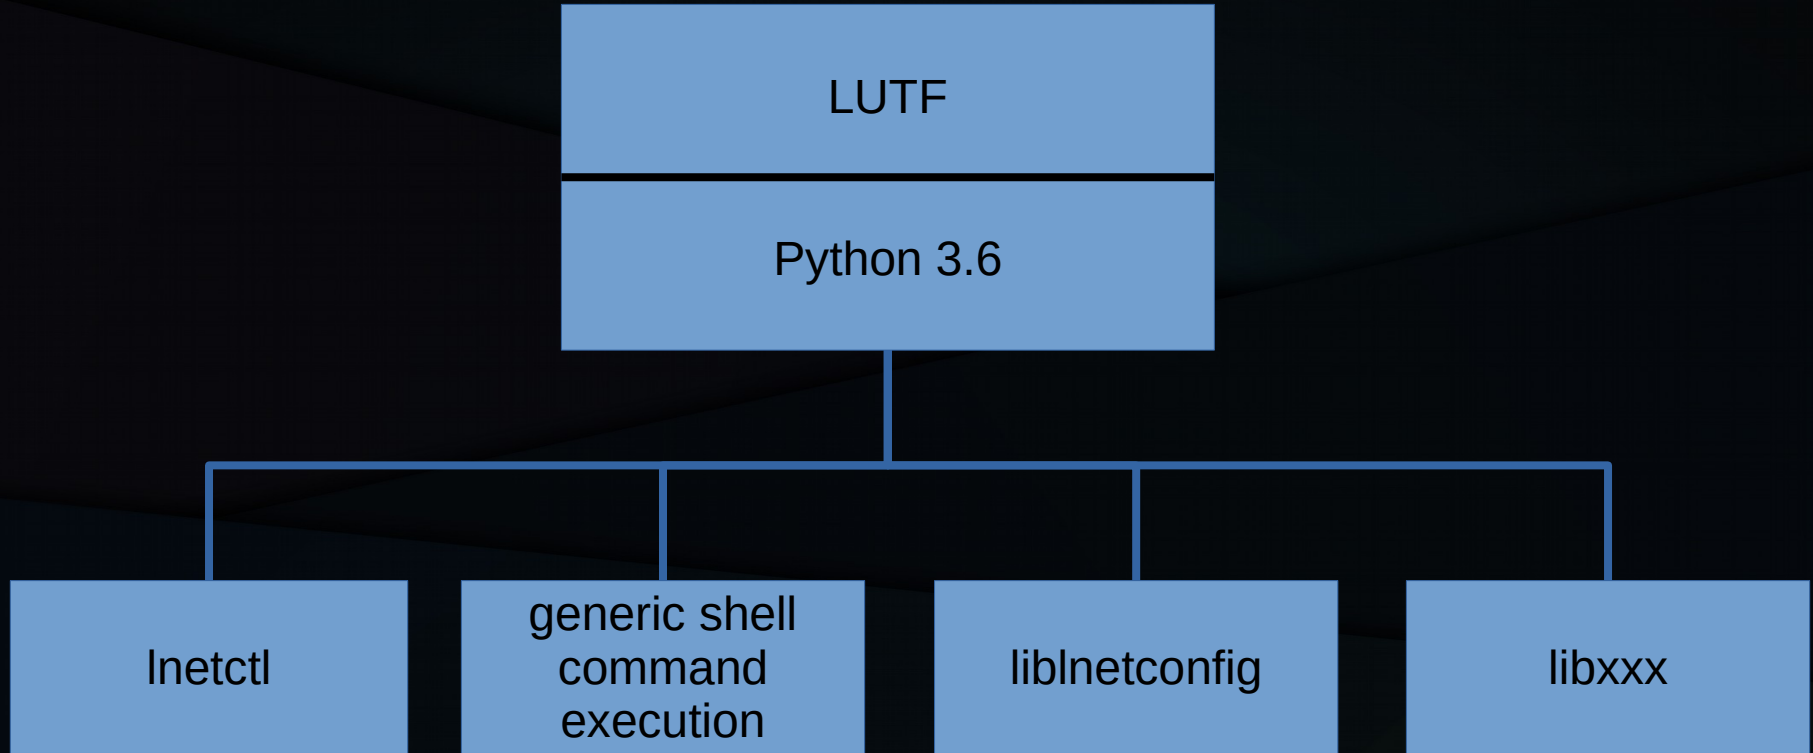 LUTF
Python 3.6
lnetctl
generic shell
command
execution
liblnetconfig
libxxx